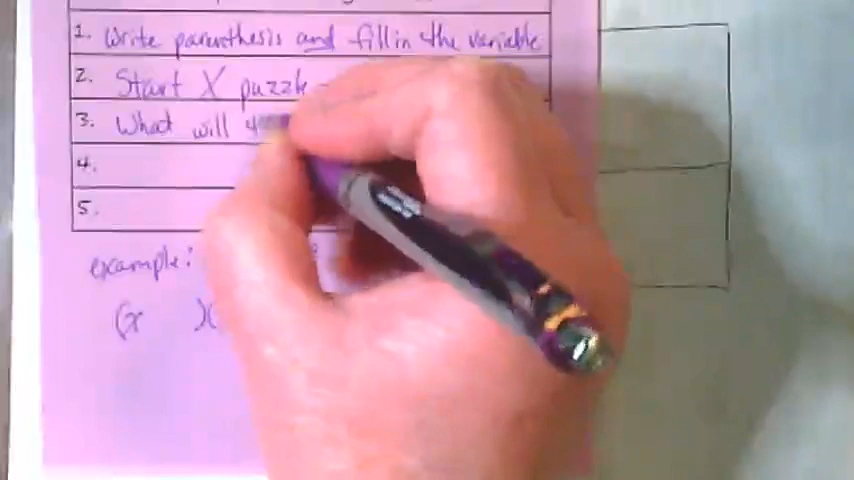 1. Write parenthesis and fill in the variable
2. Start X puzzle
3. What will
4.
5.
example:
(x )(